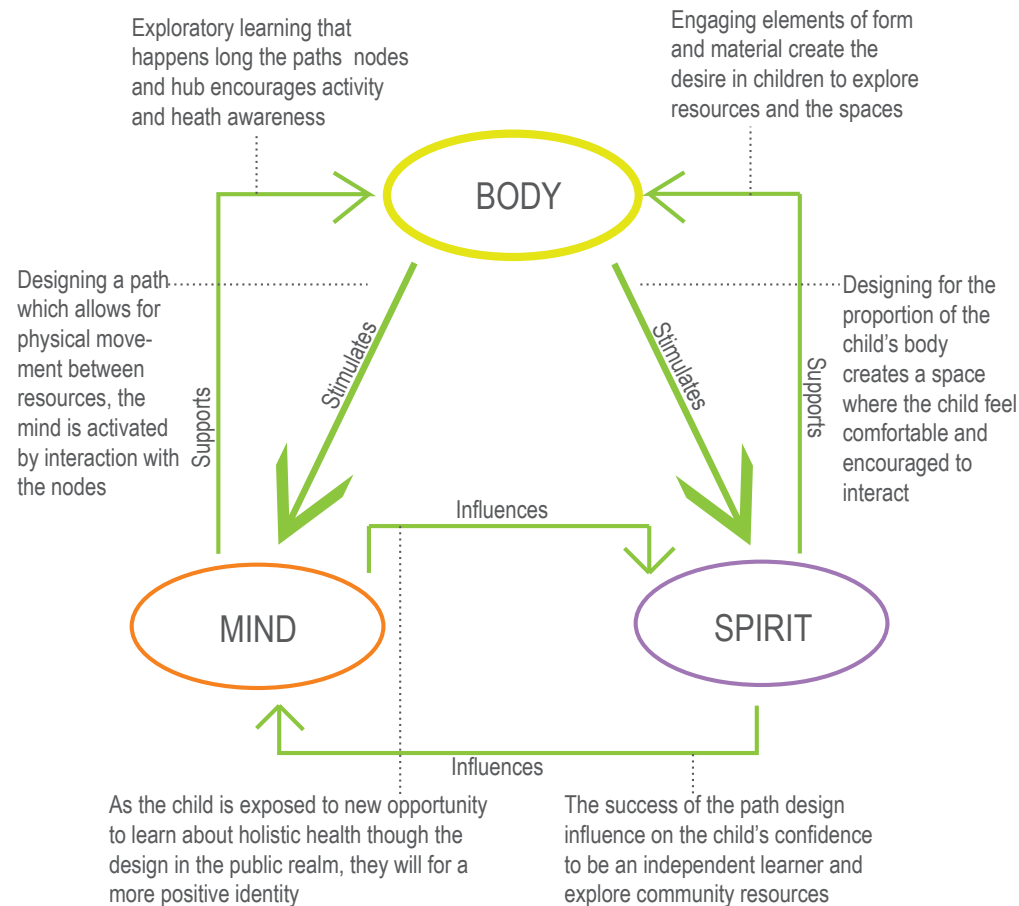 Exploratory learning that
happens long the paths nodes
and hub encourages activity
and heath awareness
Engaging elements of form
and material create the
desire in children to explore
resources and the spaces
BODY
Designing a path
which allows for
physical move-
ment between
resources, the
mind is activated
by interaction with
the nodes
Supports
Stimulates
Stimulates
Supports
Designing for the
proportion of the
child's body
creates a space
where the child feel
comfortable and
encouraged to
interact
Influences
MIND
SPIRIT
Influences
As the child is exposed to new opportunity
to learn about holistic health though the
design in the public realm, they will for a
more positive identity
The success of the path design
influence on the child's confidence
to be an independent learner and
explore community resources